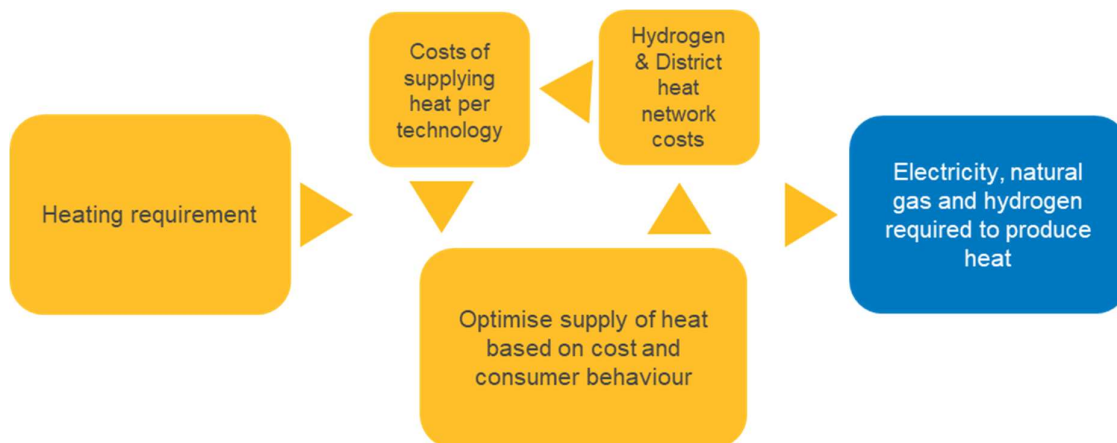 Heating requirement
Costs of
supplying
heat per
technology
Hydrogen
& District
heat
network
costs
Optimise supply of heat
based on cost and
consumer behaviour
Electricity, natural
gas and hydrogen
required to produce
heat